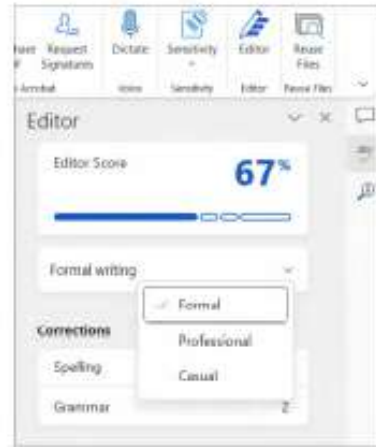 Request Signatures
Dictate
Sensitivity
Editor
Reuse Files
Acrobat
Voice
Sensitivity
Editor
Reuse Files
Editor
Editor Score
67%
Formal writing
Formal
Professional
Casual
Corrections
Spelling
Grammar
2